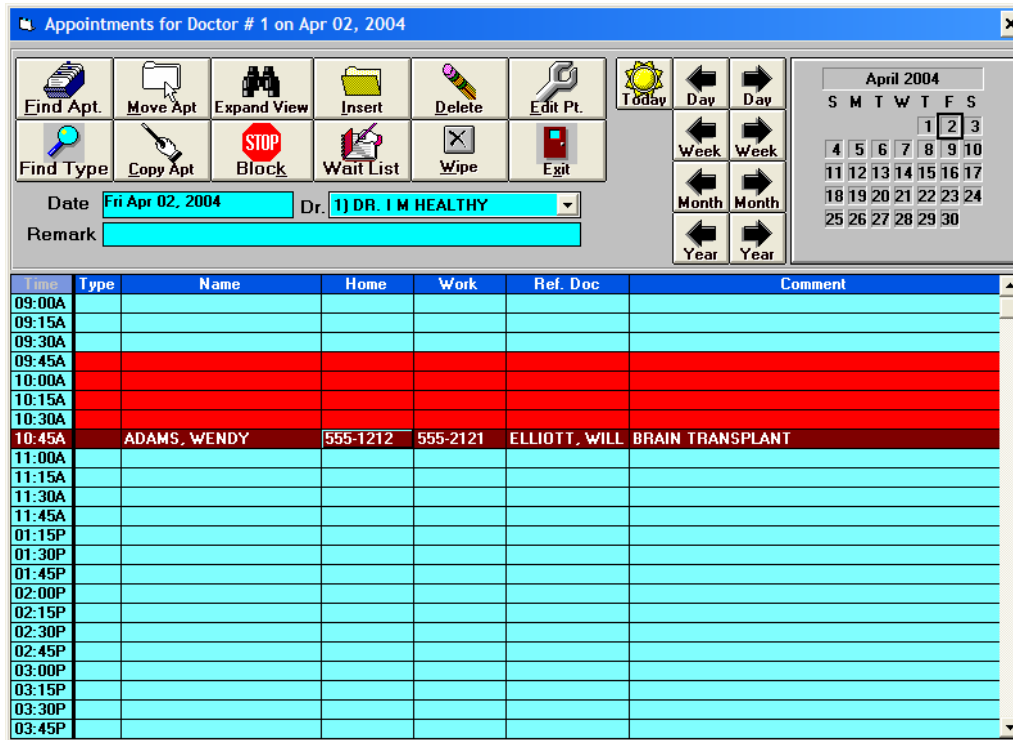 Appointments for Doctor # 1 on Apr 02, 2004
Find Apt. Move Apt Expand View Insert Delete Edit Pt. Today Day Day
Find Type Copy Apt STOP Block Wait List Wipe Exit Week Week
Month Month
Year Year
April 2004
S M T W T F S
1 2 3
4 5 6 7 8 9 10
11 12 13 14 15 16 17
18 19 20 21 22 23 24
25 26 27 28 29 30
Date Fri Apr 02, 2004 Dr. 1) DR. I M HEALTHY
Remark
Time Type Name Home Work Ref. Doc Comment
09:00A
09:15A
09:30A
09:45A
10:00A
10:15A
10:30A
10:45A ADAMS, WENDY 555-1212 555-2121 ELLIOTT, WILL BRAIN TRANSPLANT
11:00A
11:15A
11:30A
11:45A
01:15P
01:30P
01:45P
02:00P
02:15P
02:30P
02:45P
03:00P
03:15P
03:30P
03:45P